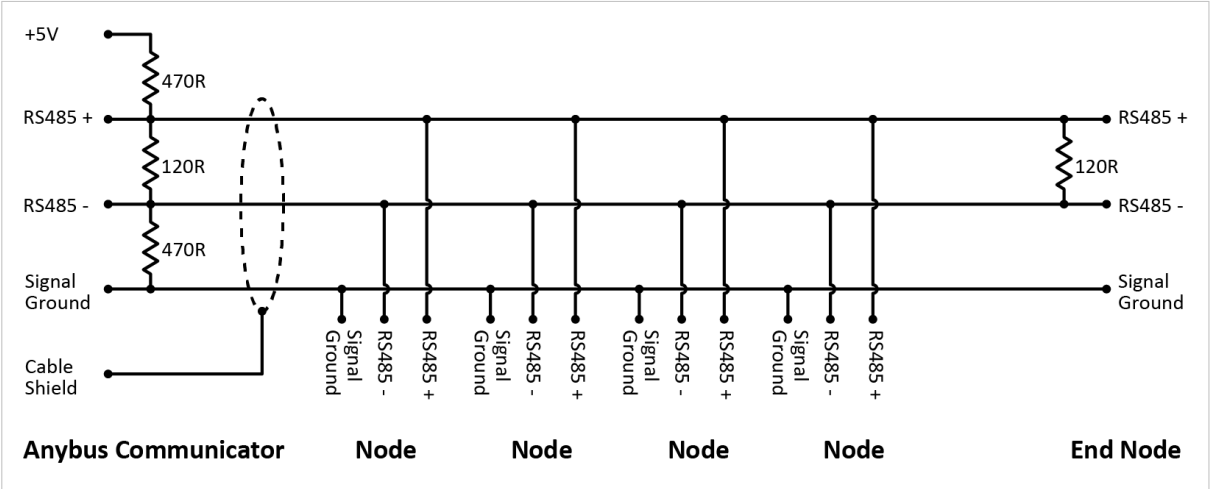 +5V
470R
RS485 +
RS485 +
120R
120R
RS485 -
RS485 -
470R
Signal
Ground
Signal
Ground
Cable
Shield
Signal
Ground
RS485 -
RS485 +
Signal
Ground
RS485 -
RS485 +
Signal
Ground
RS485 -
RS485 +
Signal
Ground
RS485 -
RS485 +
Anybus Communicator
Node
Node
Node
Node
End Node